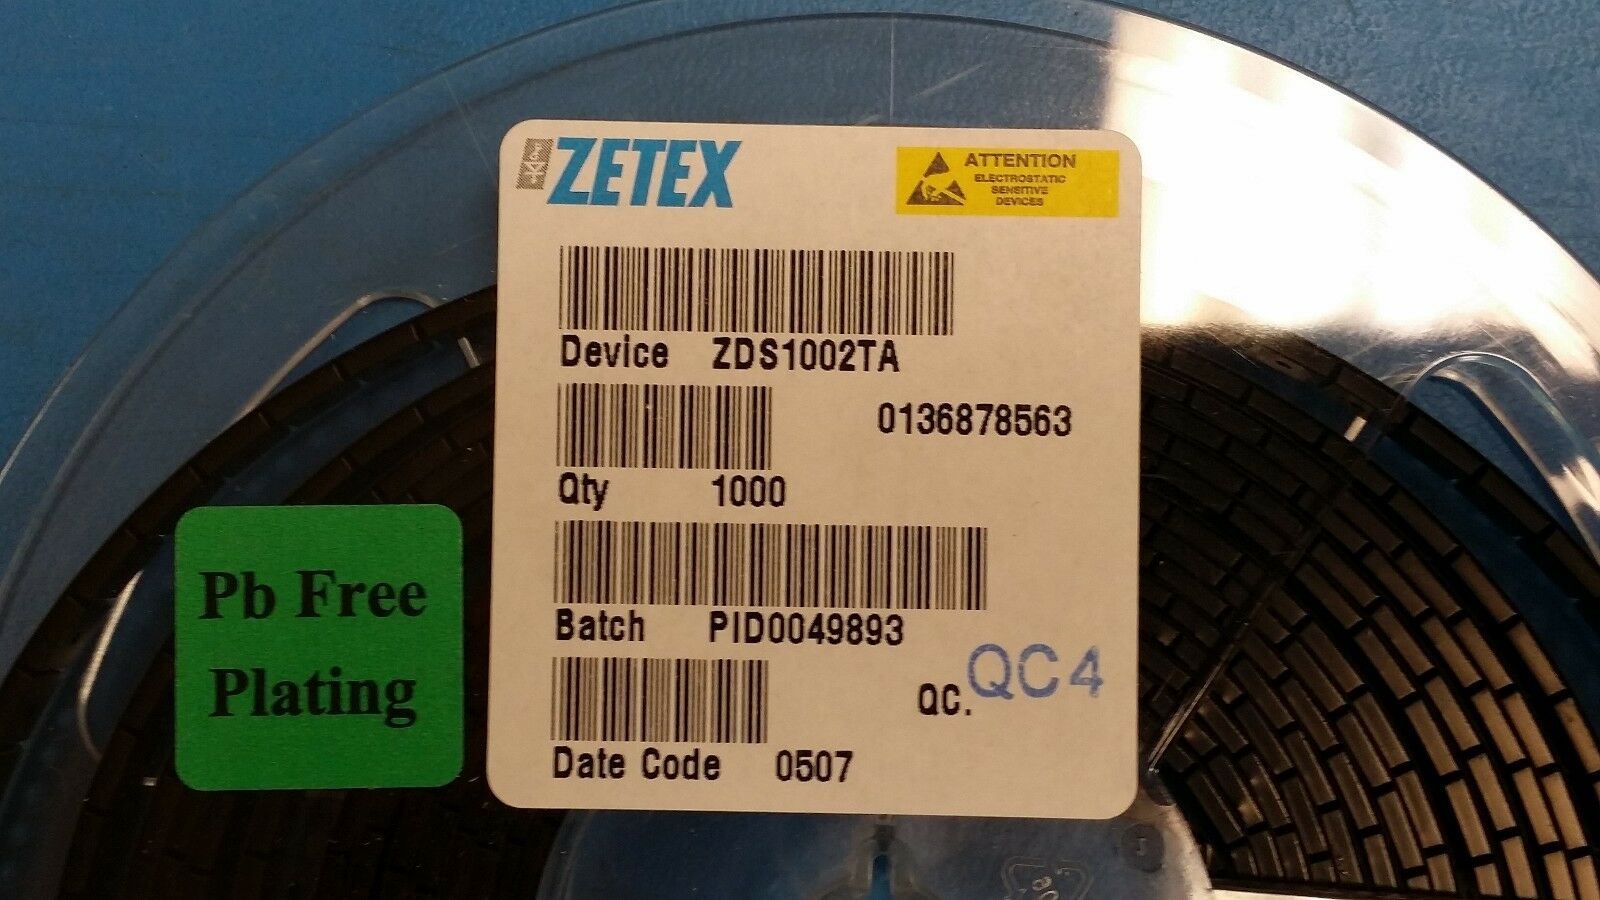 ZETEX
ATTENTION
ELECTROSTATIC
SENSITIVE
DEVICES
Device ZDS1002TA
0136878563
Qty 1000
Batch PID0049893
QC. QC4
Date Code 0507
Pb Free
Plating